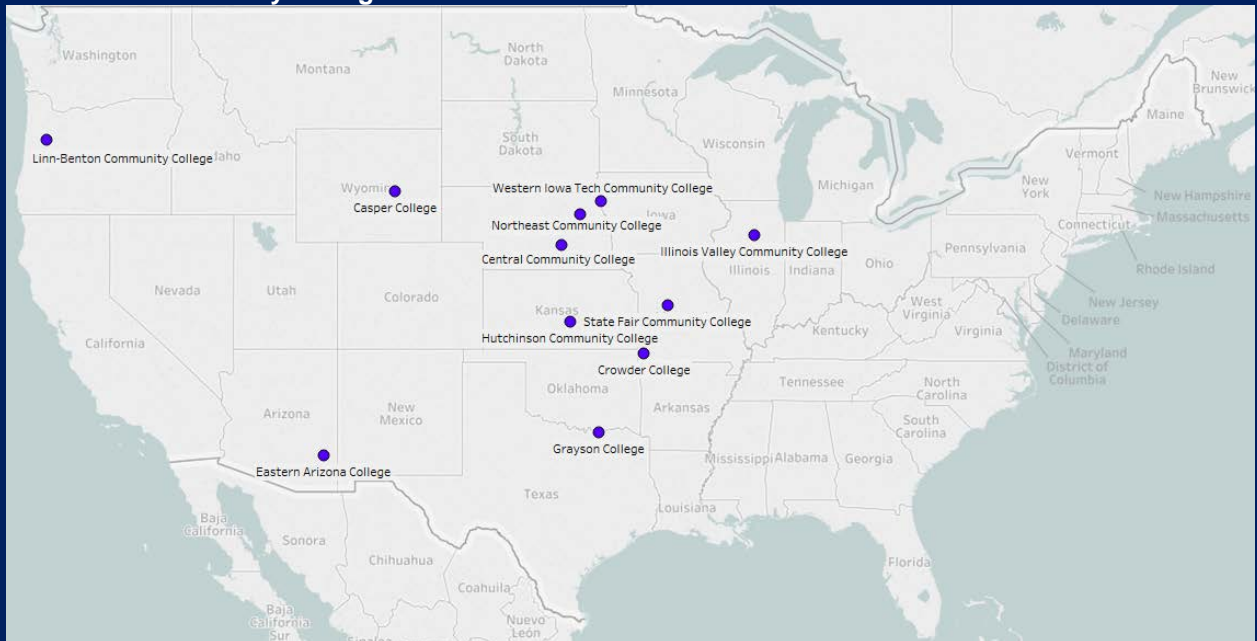 Washington
Montana
North
Dakota
Minnesota
New
Brunswick
Maine
Linn-Benton Community College
South
Dakota
Wisconsin
Vermont
Michigan
New
York
New Hampshire
Massachusetts
Casper College
Western Iowa Tech Community College
Northeast Community College
Central Community College
Illinois Valley Community College
Connecticut
Rhode Island
Pennsylvania
Nevada
Utah
Colorado
Illinois
Indiana
Ohio
New Jersey
Delaware
Maryland
District of
Columbia
West
Virginia
Virginia
Kansas
State Fair Community College
Hutchinson Community College
Kentucky
California
Crowder College
Oklahoma
Tennessee
North
Carolina
Arizona
New
Mexico
Arkansas
South
Carolina
Grayson College
Mississippi
Alabama
Georgia
Eastern Arizona College
Texas
Louisiana
Baja
California
Sonora
Chihuahua
Coahuila
Florida
Baja
California
Sur
Nuevo
León